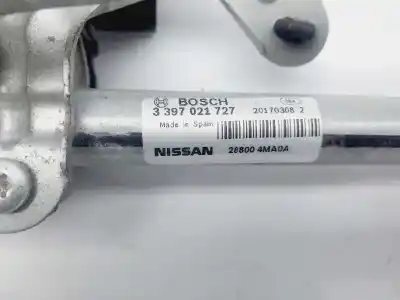 BOSCH
3 397 021 727 20170308 2
Made in Spain
NISSAN 28800 4MA0A